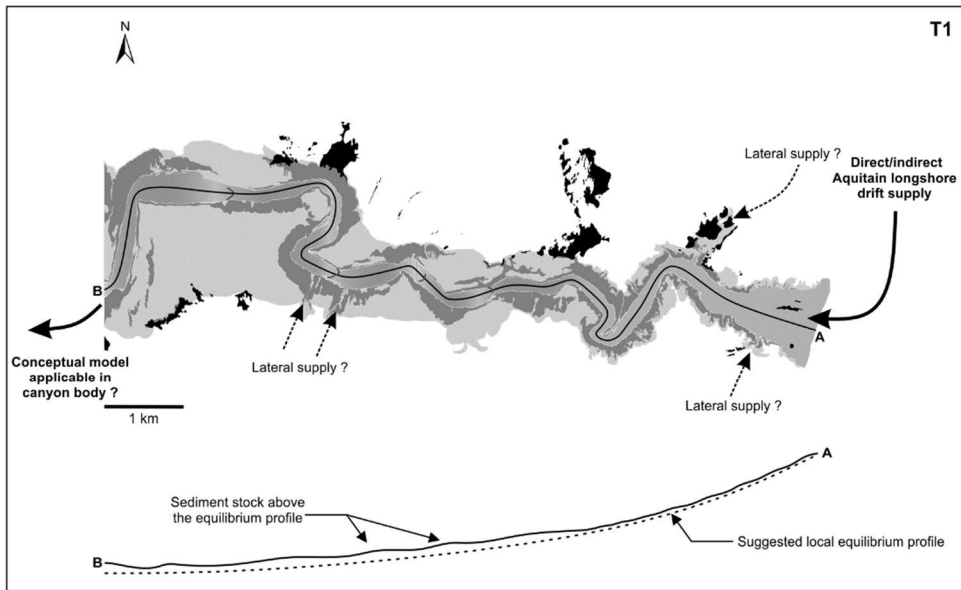 T1
N
Lateral supply ?
Direct/indirect
Aquitain longshore
drift supply
B
A
Conceptual model
applicable in
canyon body ?
Lateral supply ?
Lateral supply ?
1 km
A
Sediment stock above
the equilibrium profile
Suggested local equilibrium profile
B